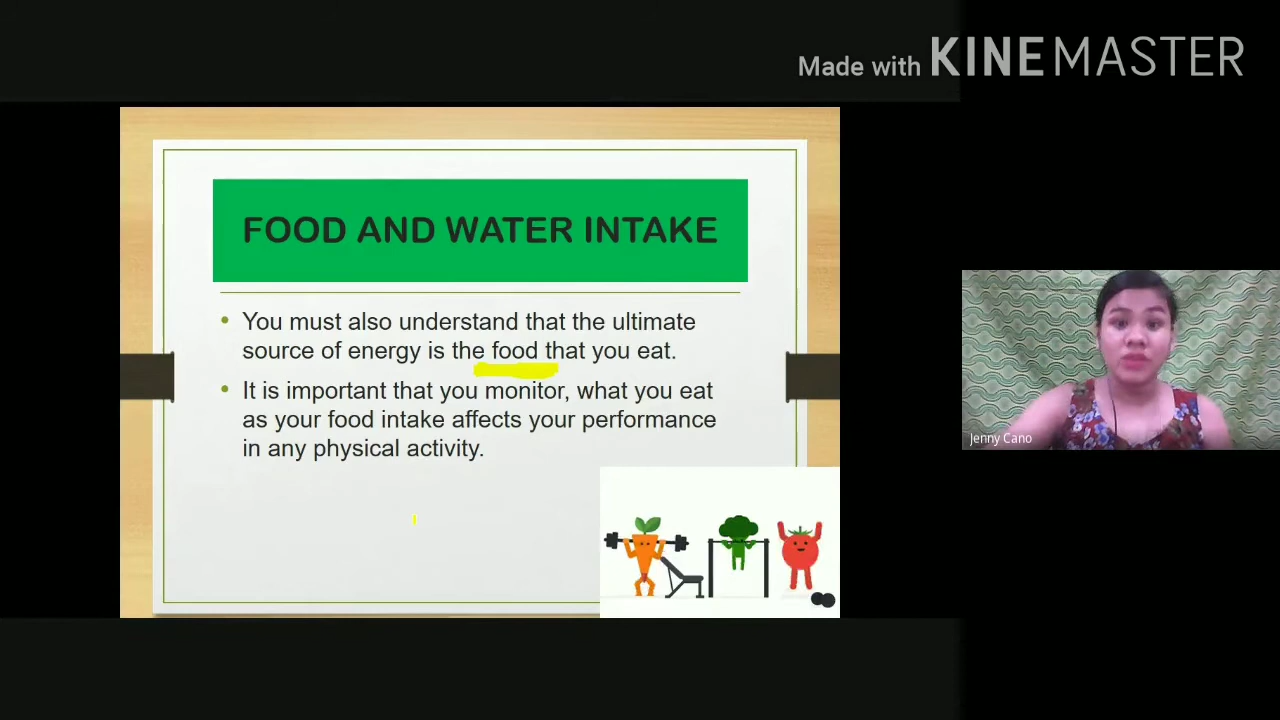 Made with KINEMASTER
FOOD AND WATER INTAKE
• You must also understand that the ultimate
source of energy is the food that you eat.
• It is important that you monitor, what you eat
as your food intake affects your performance
in any physical activity.
Jenny Cano